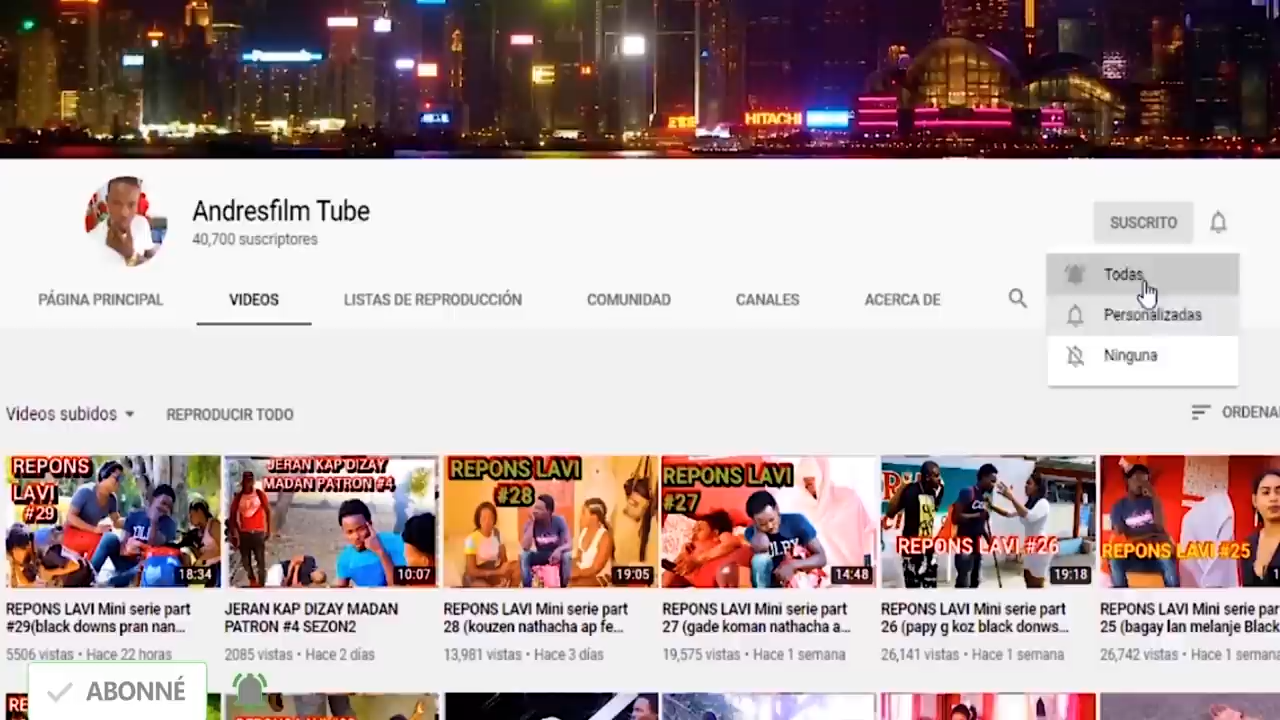 HITACHI
Andresfilm Tube
40,700 suscriptores
SUSCRITO
Todas
Personalizadas
Ninguna
PÁGINA PRINCIPAL VIDEOS LISTAS DE REPRODUCCIÓN COMUNIDAD CANALES ACERCA DE
Videos subidos REPRODUCIR TODO ORDENA
REPONS
LAVI
#29
18:34
JERAN KAP DIZAY
MADAN PATRON #4
10:07
REPONS LAVI
#28
19:05
REPONS LAVI
#27
14:48
REPONS LAVI #26
19:18
REPONS LAVI #25
REPONS LAVI Mini serie part
#29(black downs pran nan...
5506 vistas • Hace 22 horas
JERAN KAP DIZAY MADAN
PATRON #4 SEZON2
2085 vistas • Hace 2 días
REPONS LAVI Mini serie part
28 (kouzen nathacha ap fe...
13,981 vistas • Hace 3 días
REPONS LAVI Mini serie part
27 (gade koman nathacha a...
19,575 vistas • Hace 1 semana
REPONS LAVI Mini serie part
26 (papy g koz black donws...
26,141 vistas • Hace 1 semana
REPONS LAVI Mini serie par
25 (bagay lan melanje Black
26,742 vistas • Hace 1 seman
ABONNÉ